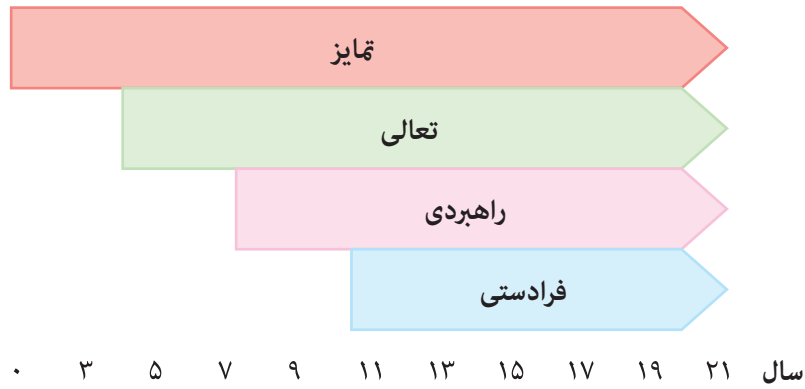 تمایز
تعالی
راهبردی
فرادستی
۰ ۳ ۵ ۷ ۹ ۱۱ ۱۳ ۱۵ ۱۷ ۱۹ ۲۱ سال